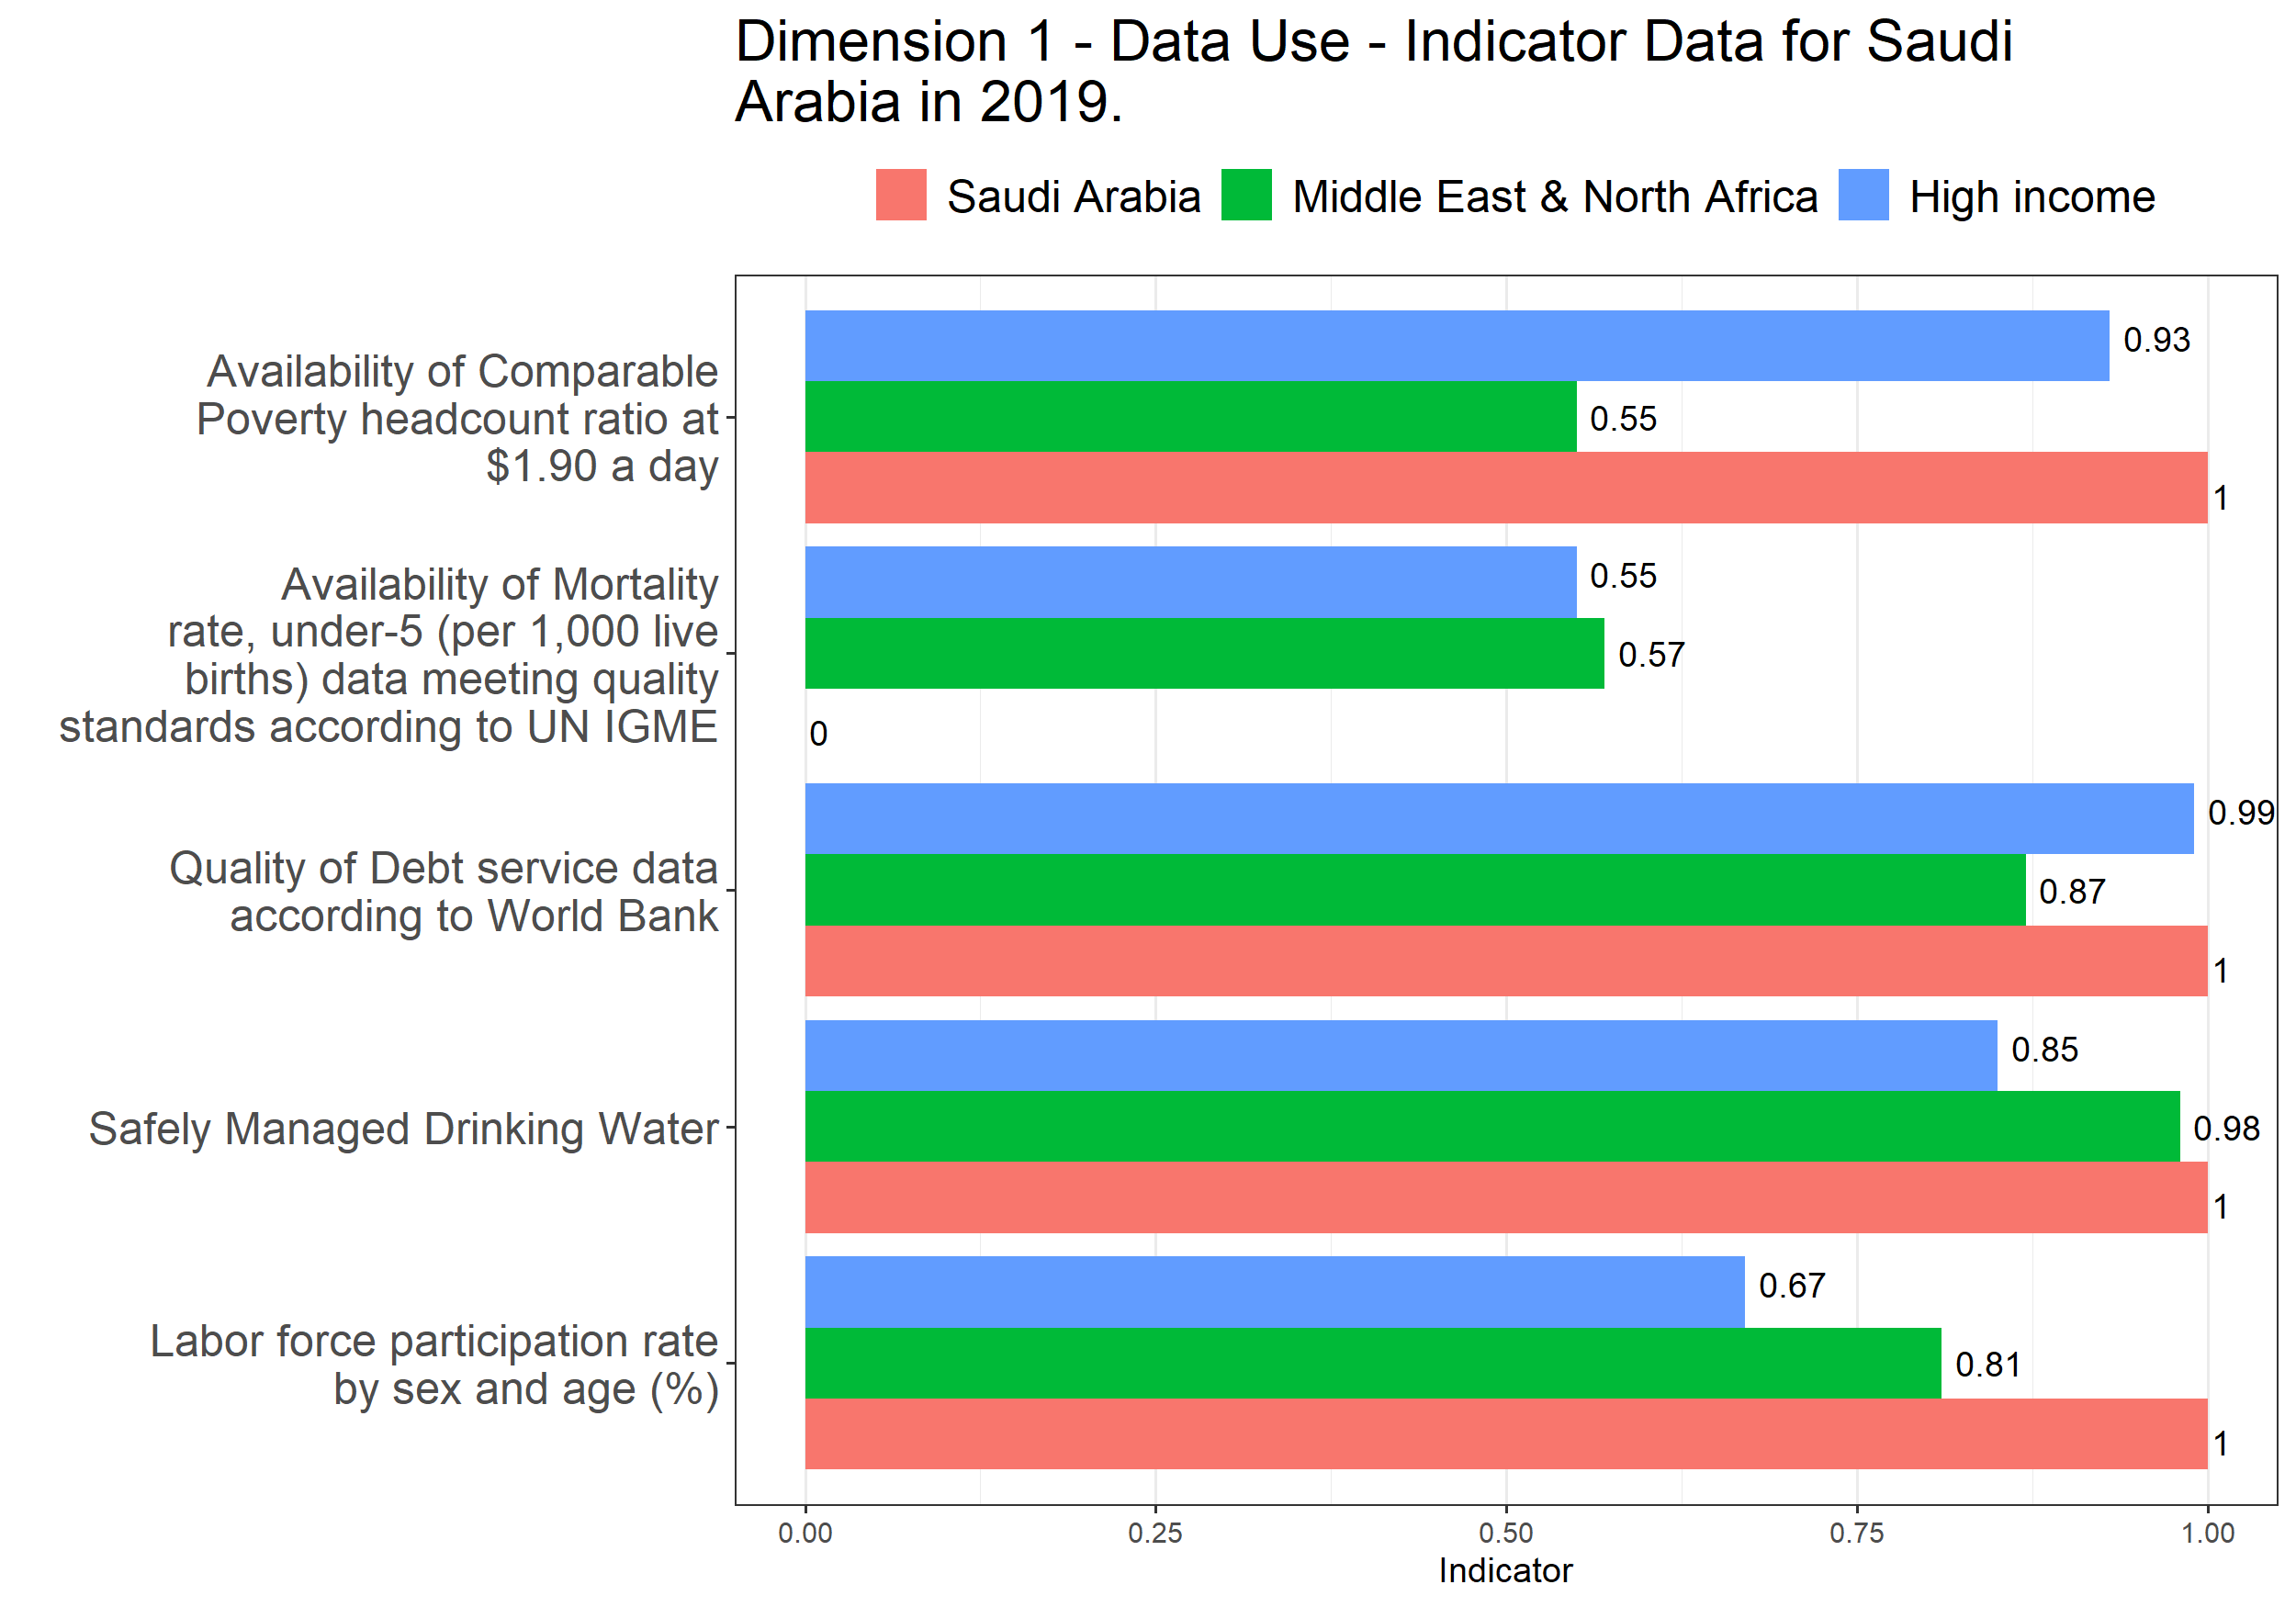 Dimension 1 - Data Use - Indicator Data for Saudi
Arabia in 2019.
Saudi Arabia
Middle East & North Africa
High income
Availability of Comparable
Poverty headcount ratio at
$1.90 a day
0.93
0.55
1
Availability of Mortality
rate, under-5 (per 1,000 live
births) data meeting quality
standards according to UN IGME
0.55
0.57
0
Quality of Debt service data
according to World Bank
0.99
0.87
1
Safely Managed Drinking Water
0.85
0.98
1
Labor force participation rate
by sex and age (%)
0.67
0.81
1
0.00
0.25
0.50
0.75
1.00
Indicator